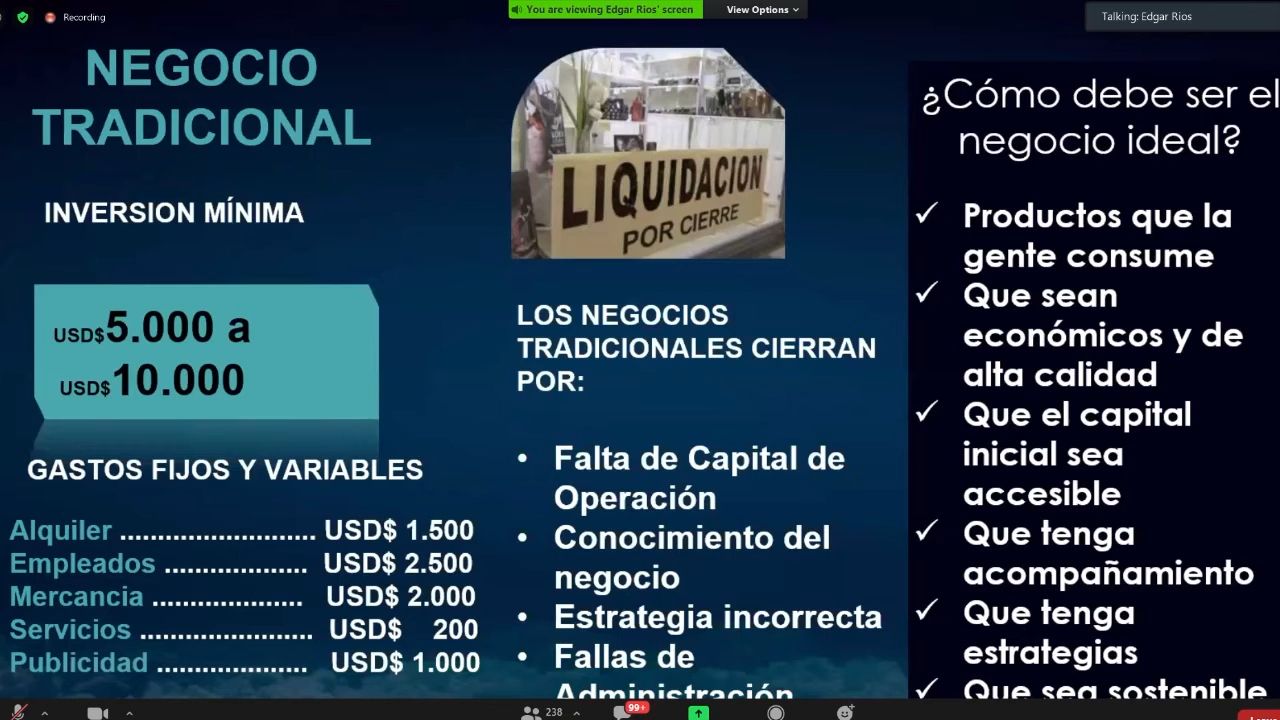 Recording
You are viewing Edgar Rios' screen
View Options
Talking: Edgar Rios
NEGOCIO
TRADICIONAL
INVERSION MÍNIMA
USD$5.000 a
USD$10.000
GASTOS FIJOS Y VARIABLES
Alquiler .......................... USD$ 1.500
Empleados ................... USD$ 2.500
Mercancia .................... USD$ 2.000
Servicios ....................... USD$ 200
Publicidad .................... USD$ 1.000
LIQUIDACION
POR CIERRE
LOS NEGOCIOS
TRADICIONALES CIERRAN
POR:
• Falta de Capital de
Operación
• Conocimiento del
negocio
• Estrategia incorrecta
• Fallas de
Administración
¿Cómo debe ser el
negocio ideal?
✓ Productos que la
gente consume
✓ Que sean
económicos y de
alta calidad
✓ Que el capital
inicial sea
accesible
✓ Que tenga
acompañamiento
✓ Que tenga
estrategias
✓ Que sea sostenible
238
99+